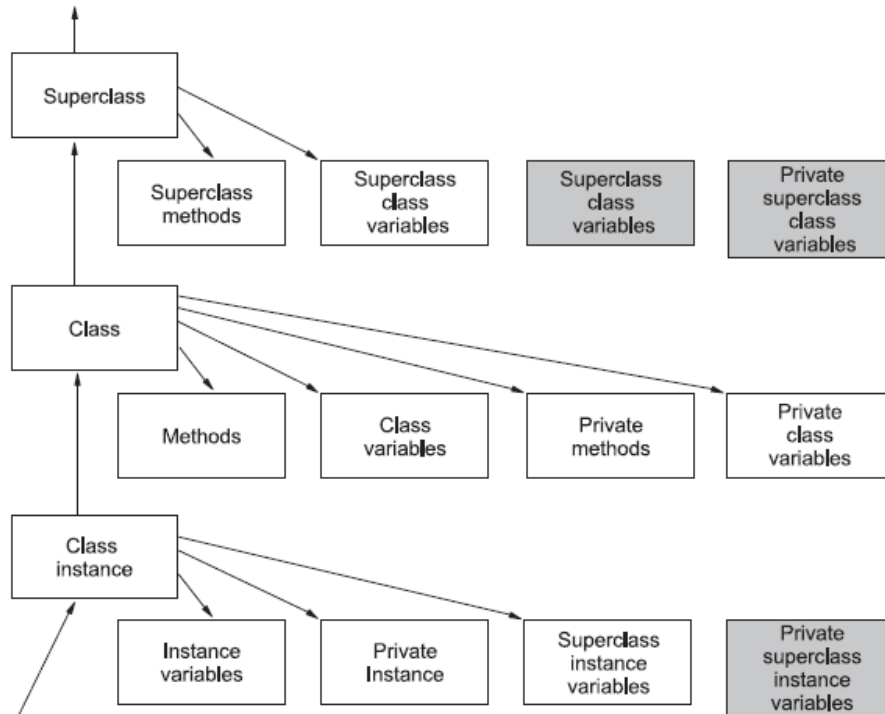 Superclass
Superclass
methods
Superclass
class
variables
Superclass
class
variables
Private
superclass
class
variables
Class
Methods
Class
variables
Private
methods
Private
class
variables
Class
instance
Instance
variables
Private
Instance
Superclass
instance
variables
Private
superclass
instance
variables